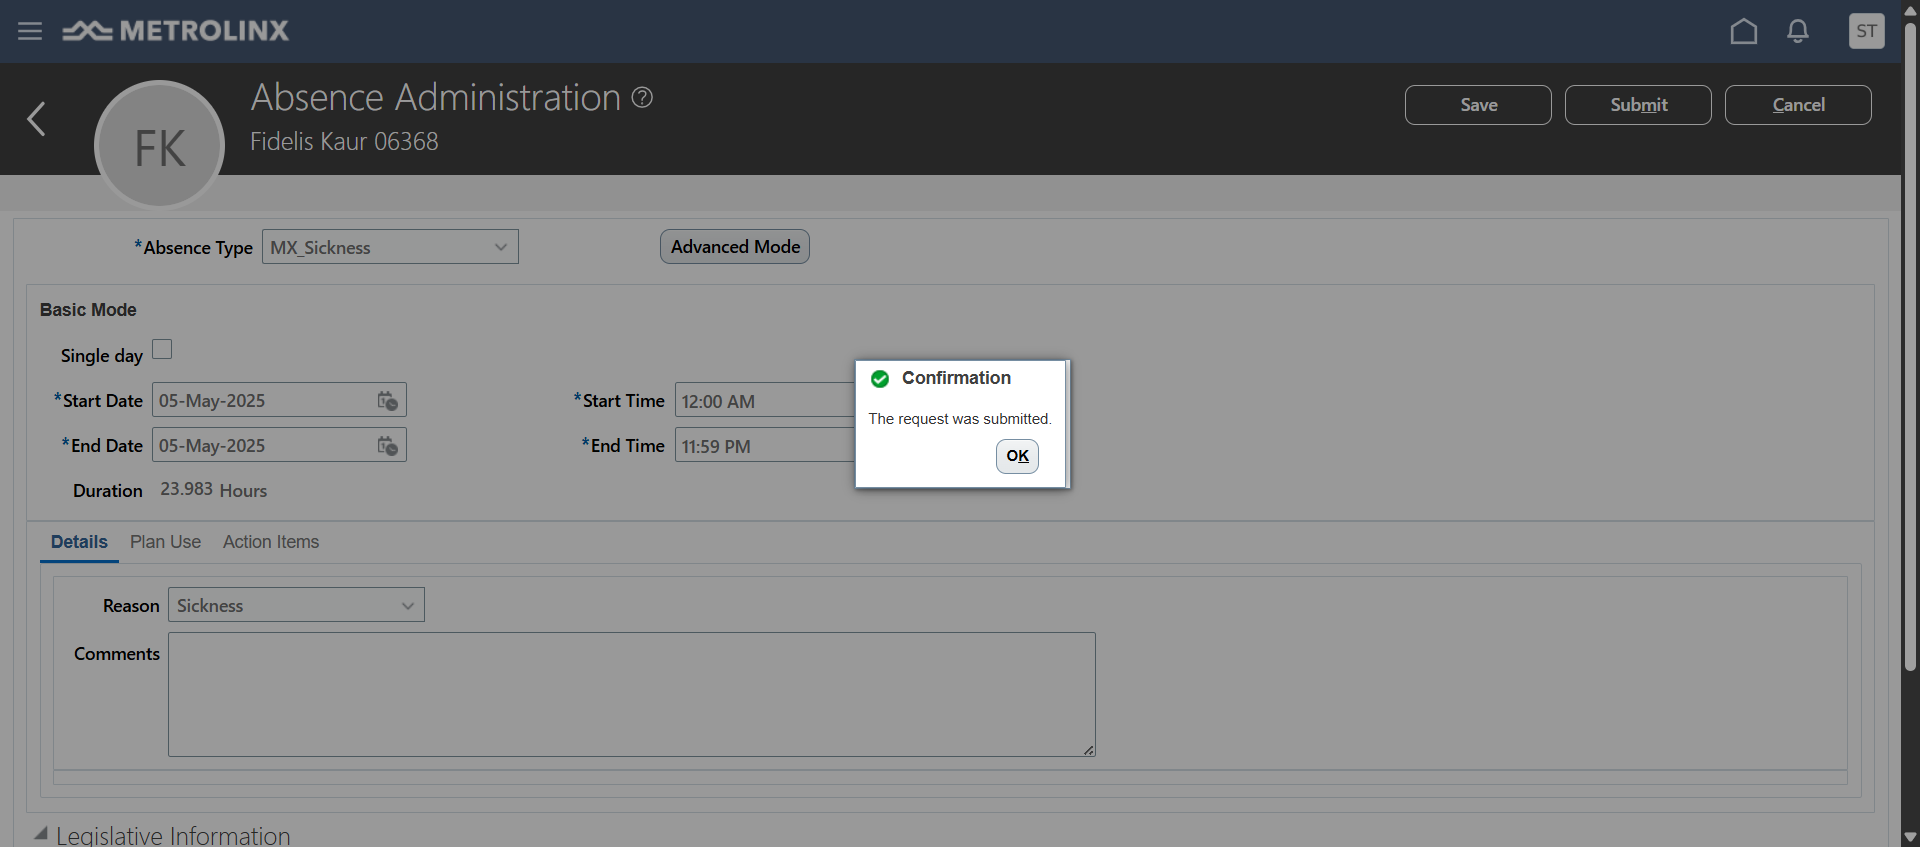 METROLINX
ST
FK
Absence Administration ?
Fidelis Kaur 06368
Save
Submit
Cancel
*Absence Type MX_Sickness
Advanced Mode
Basic Mode
Single day
*Start Date 05-May-2025
*Start Time 12:00 AM
*End Date 05-May-2025
*End Time 11:59 PM
Duration 23.983 Hours
Confirmation
The request was submitted.
OK
Details Plan Use Action Items
Reason Sickness
Comments
Legislative Information